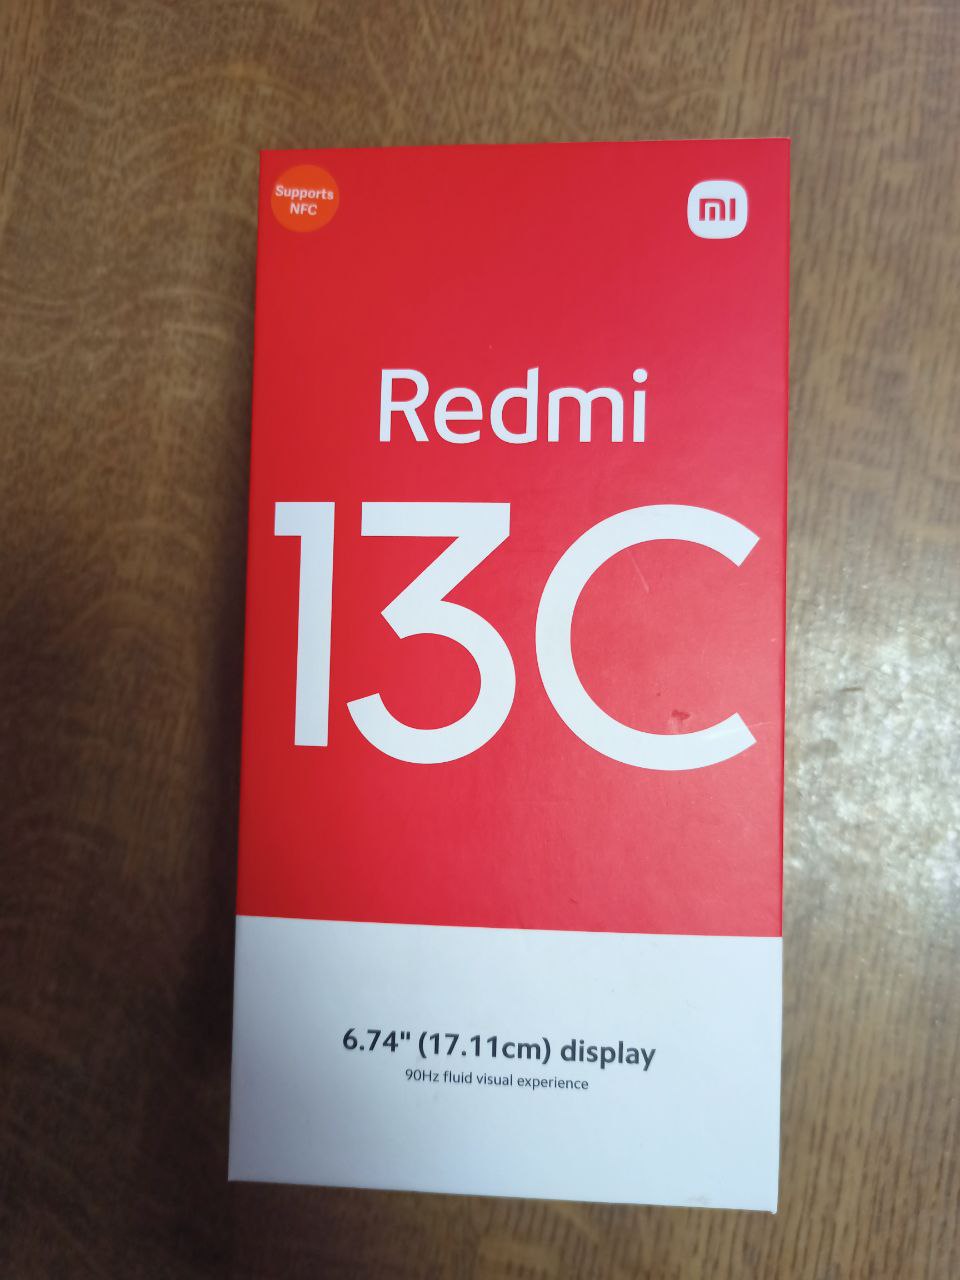 Supports
NFC
mi
Redmi
13C
6.74" (17.11cm) display
90Hz fluid visual experience